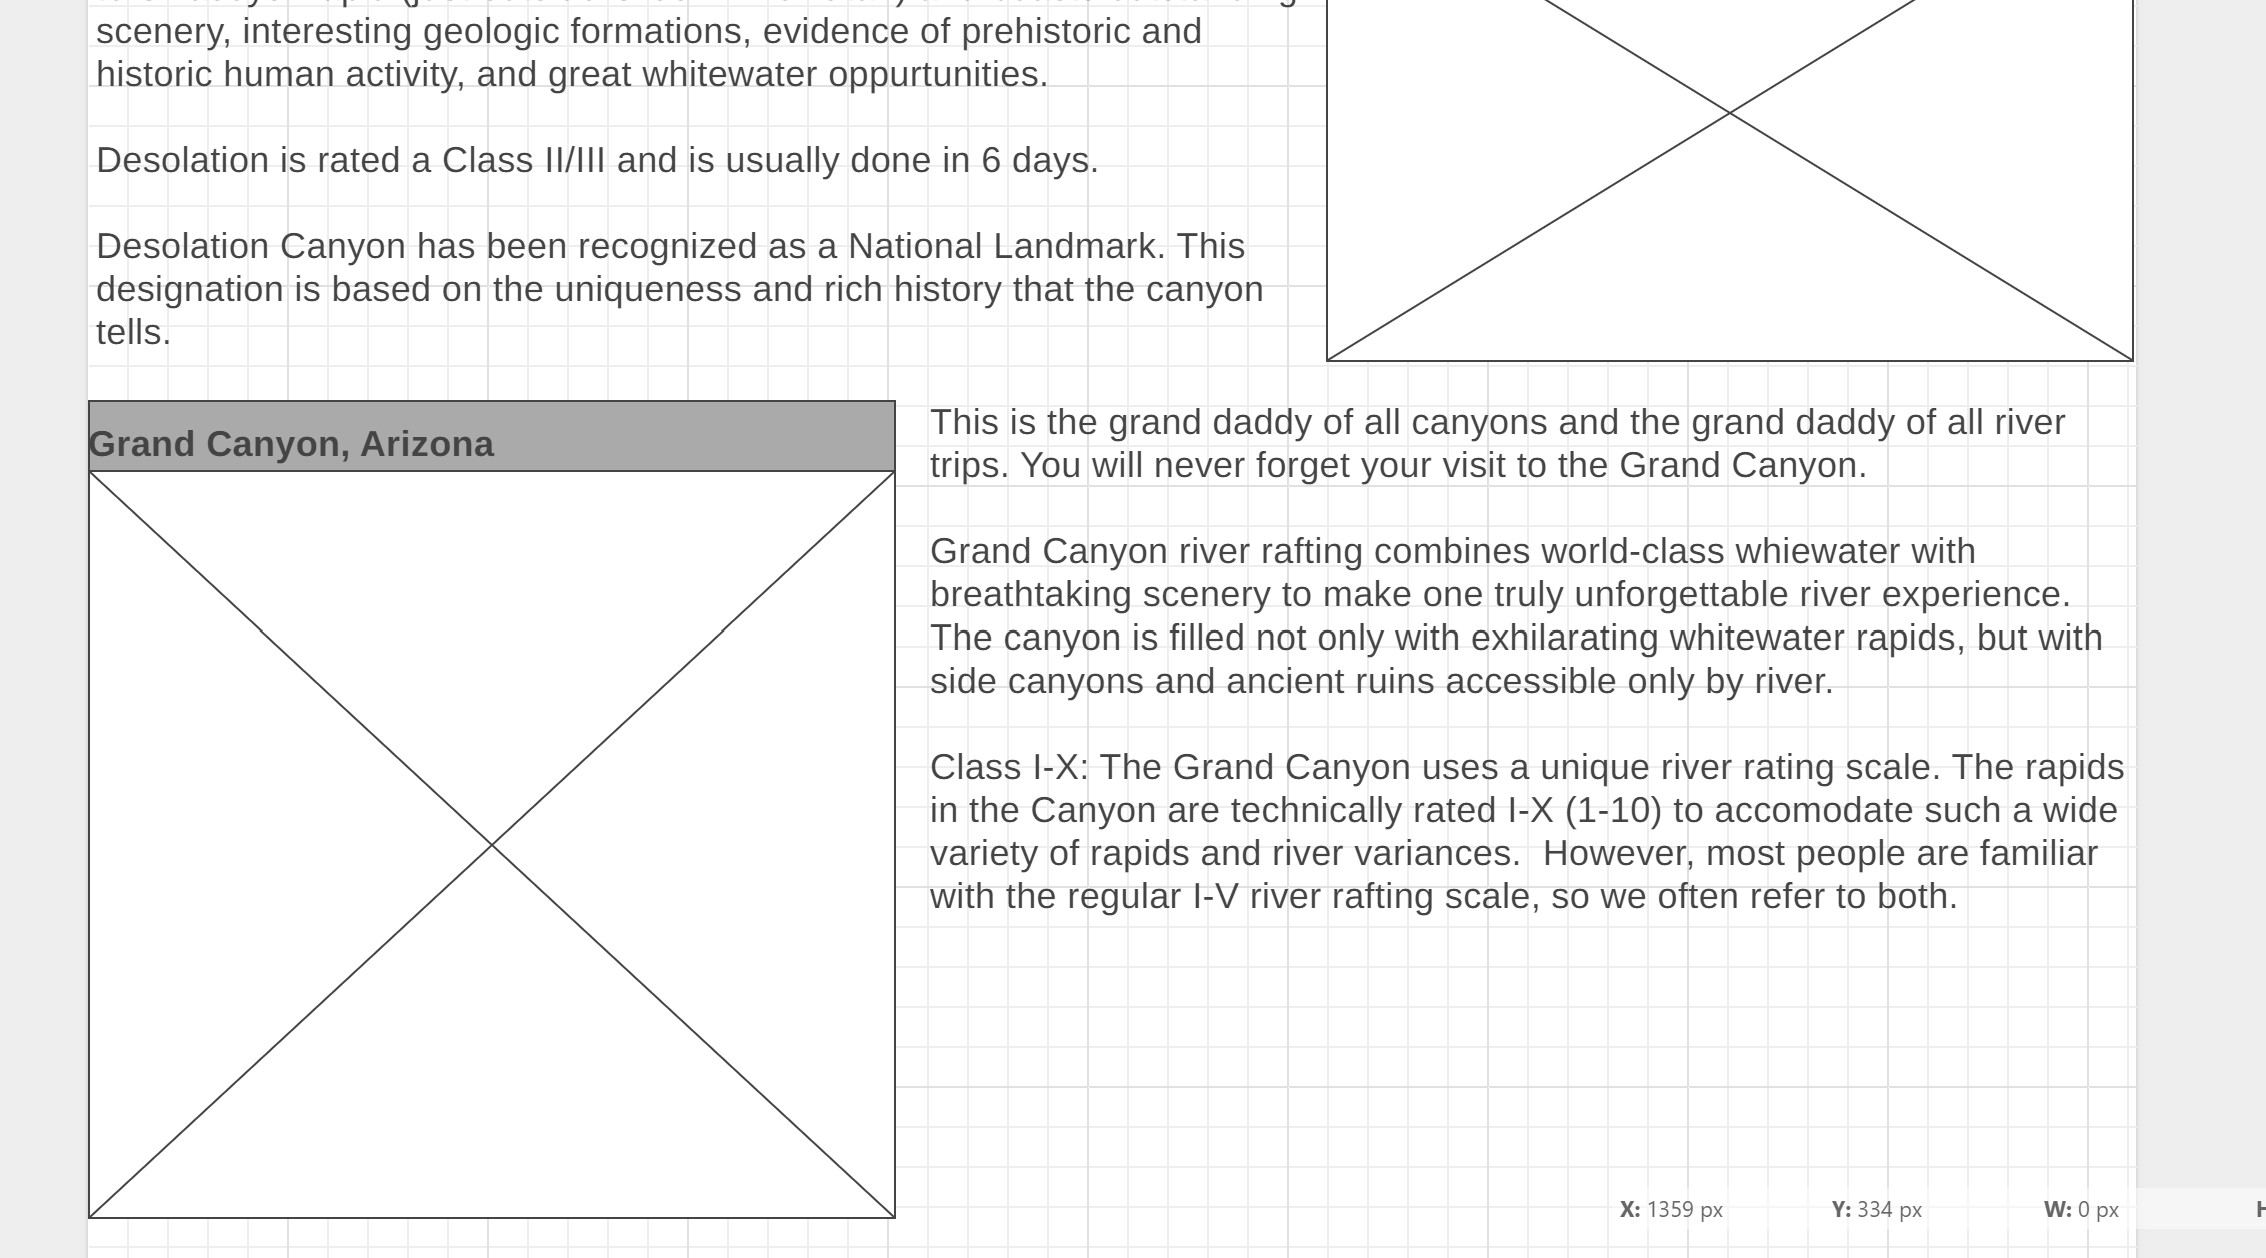 scenery, interesting geologic formations, evidence of prehistoric and
historic human activity, and great whitewater oppurtunities.
Desolation is rated a Class II/III and is usually done in 6 days.
Desolation Canyon has been recognized as a National Landmark. This
designation is based on the uniqueness and rich history that the canyon
tells.
Grand Canyon, Arizona
This is the grand daddy of all canyons and the grand daddy of all river
trips. You will never forget your visit to the Grand Canyon.
Grand Canyon river rafting combines world-class whiewater with
breathtaking scenery to make one truly unforgettable river experience.
The canyon is filled not only with exhilarating whitewater rapids, but with
side canyons and ancient ruins accessible only by river.
Class I-X: The Grand Canyon uses a unique river rating scale. The rapids
in the Canyon are technically rated I-X (1-10) to accomodate such a wide
variety of rapids and river variances.  However, most people are familiar
with the regular I-V river rafting scale, so we often refer to both.
X: 1359 px Y: 334 px W: 0 px